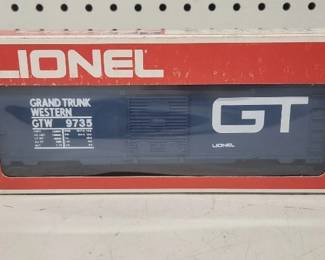 LIONEL
GRAND TRUNK
WESTERN
GTW 9735
GT
LIONEL